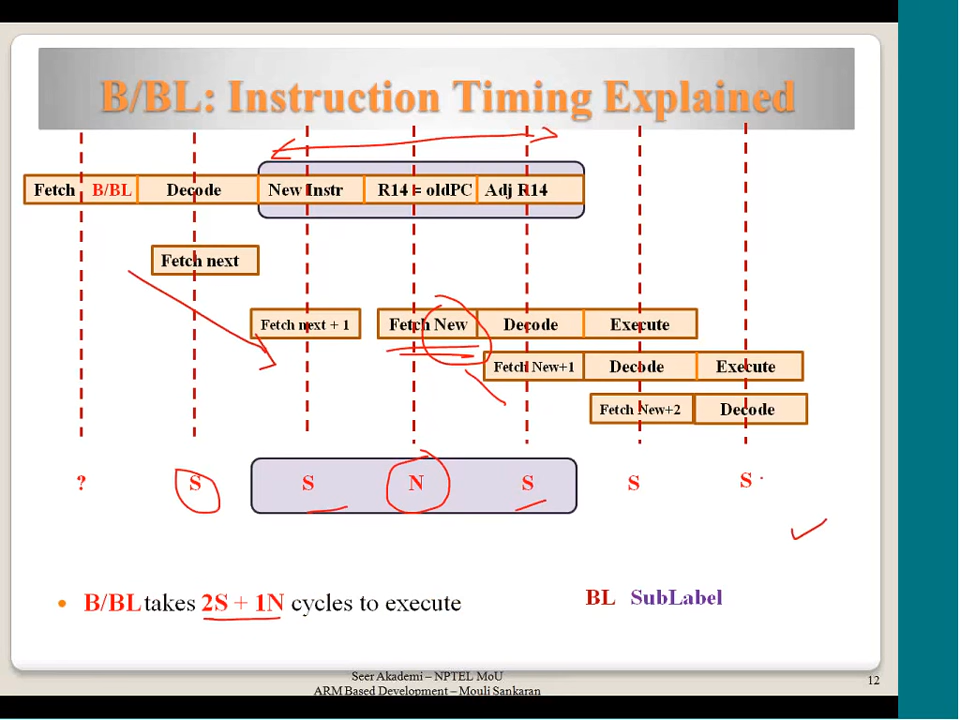 B/BL: Instruction Timing Explained
Fetch B/BL Decode New Instr R14 = oldPC Adj R14
Fetch next
Fetch next + 1 Fetch New Decode Execute
Fetch New+1 Decode Execute
Fetch New+2 Decode
? S S N S S S
• B/BL takes 2S + 1N cycles to execute
BL SubLabel
Seer Akademi – NPTEL MoU
ARM Based Development – Mouli Sankaran
12